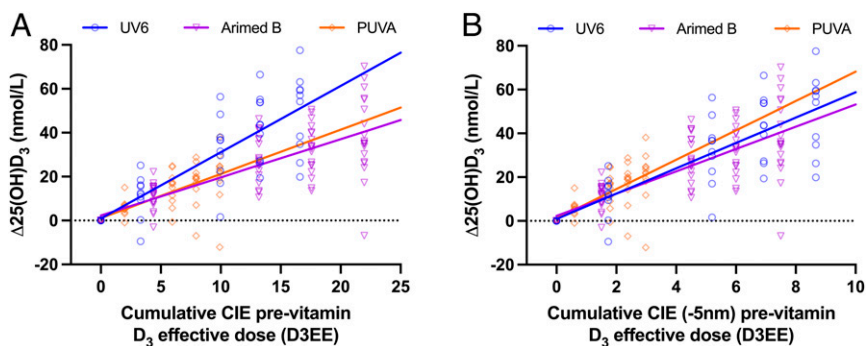 A
UV6 Arimed B PUVA
Δ25(OH)D₃ (nmol/L)
80
60
40
20
0
-20
0 5 10 15 20 25
Cumulative CIE pre-vitamin
D₃ effective dose (D3EE)
B
UV6 Arimed B PUVA
Δ25(OH)D₃ (nmol/L)
80
60
40
20
0
-20
0 2 4 6 8 10
Cumulative CIE (-5nm) pre-vitamin
D₃ effective dose (D3EE)